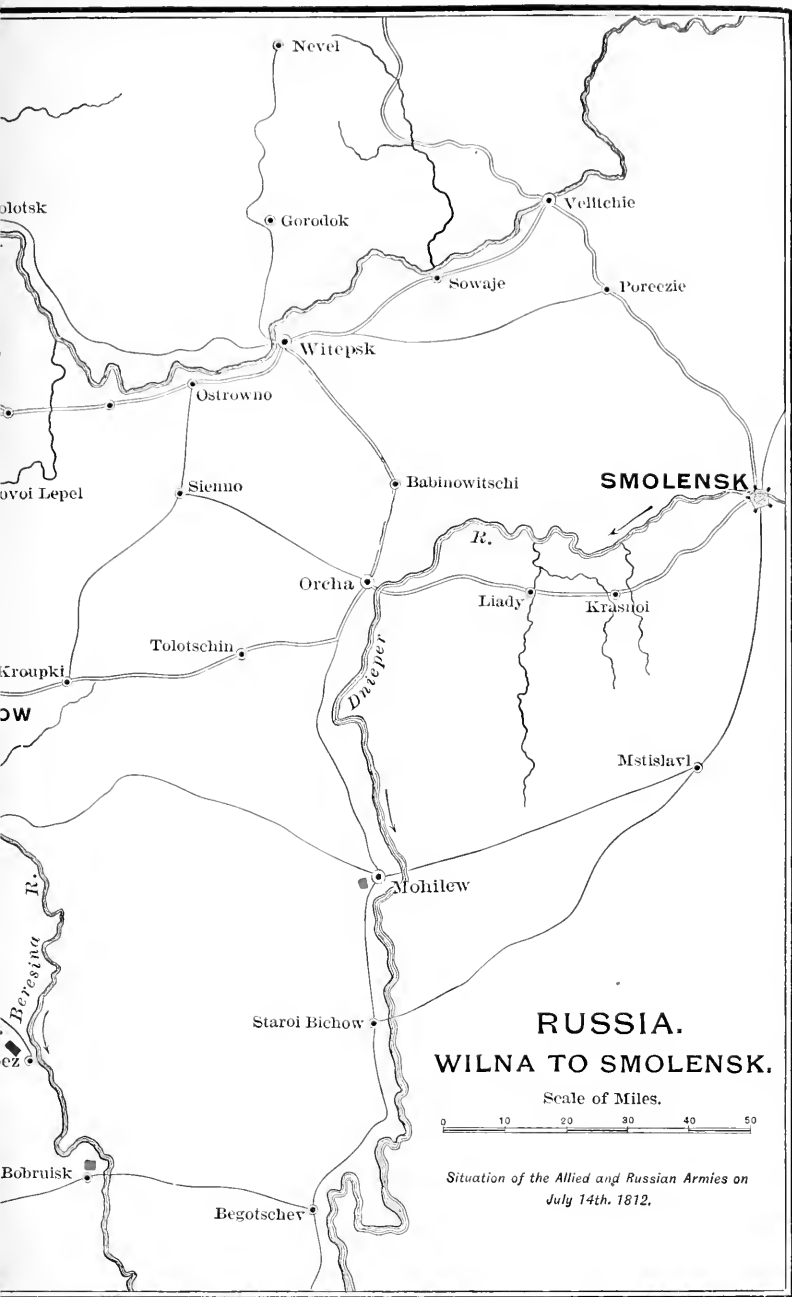 Nevel
olotsk
Gorodok
Velitchie
Sowaje
Poreczie
Witepsk
Ostrowno
ovoi Lepel
Sienno
Babinowitschi
SMOLENSK
R.
Orcha
Liady
Krasnoi
Tolotschin
Dnieper
Kroupki
OW
Mstislavl
R.
Mohilew
Beresina
Staroi Bichow
ez
RUSSIA.
WILNA TO SMOLENSK.
Scale of Miles.
0 10 20 30 40 50
Situation of the Allied and Russian Armies on
July 14th. 1812.
Bobruisk
Begotschev